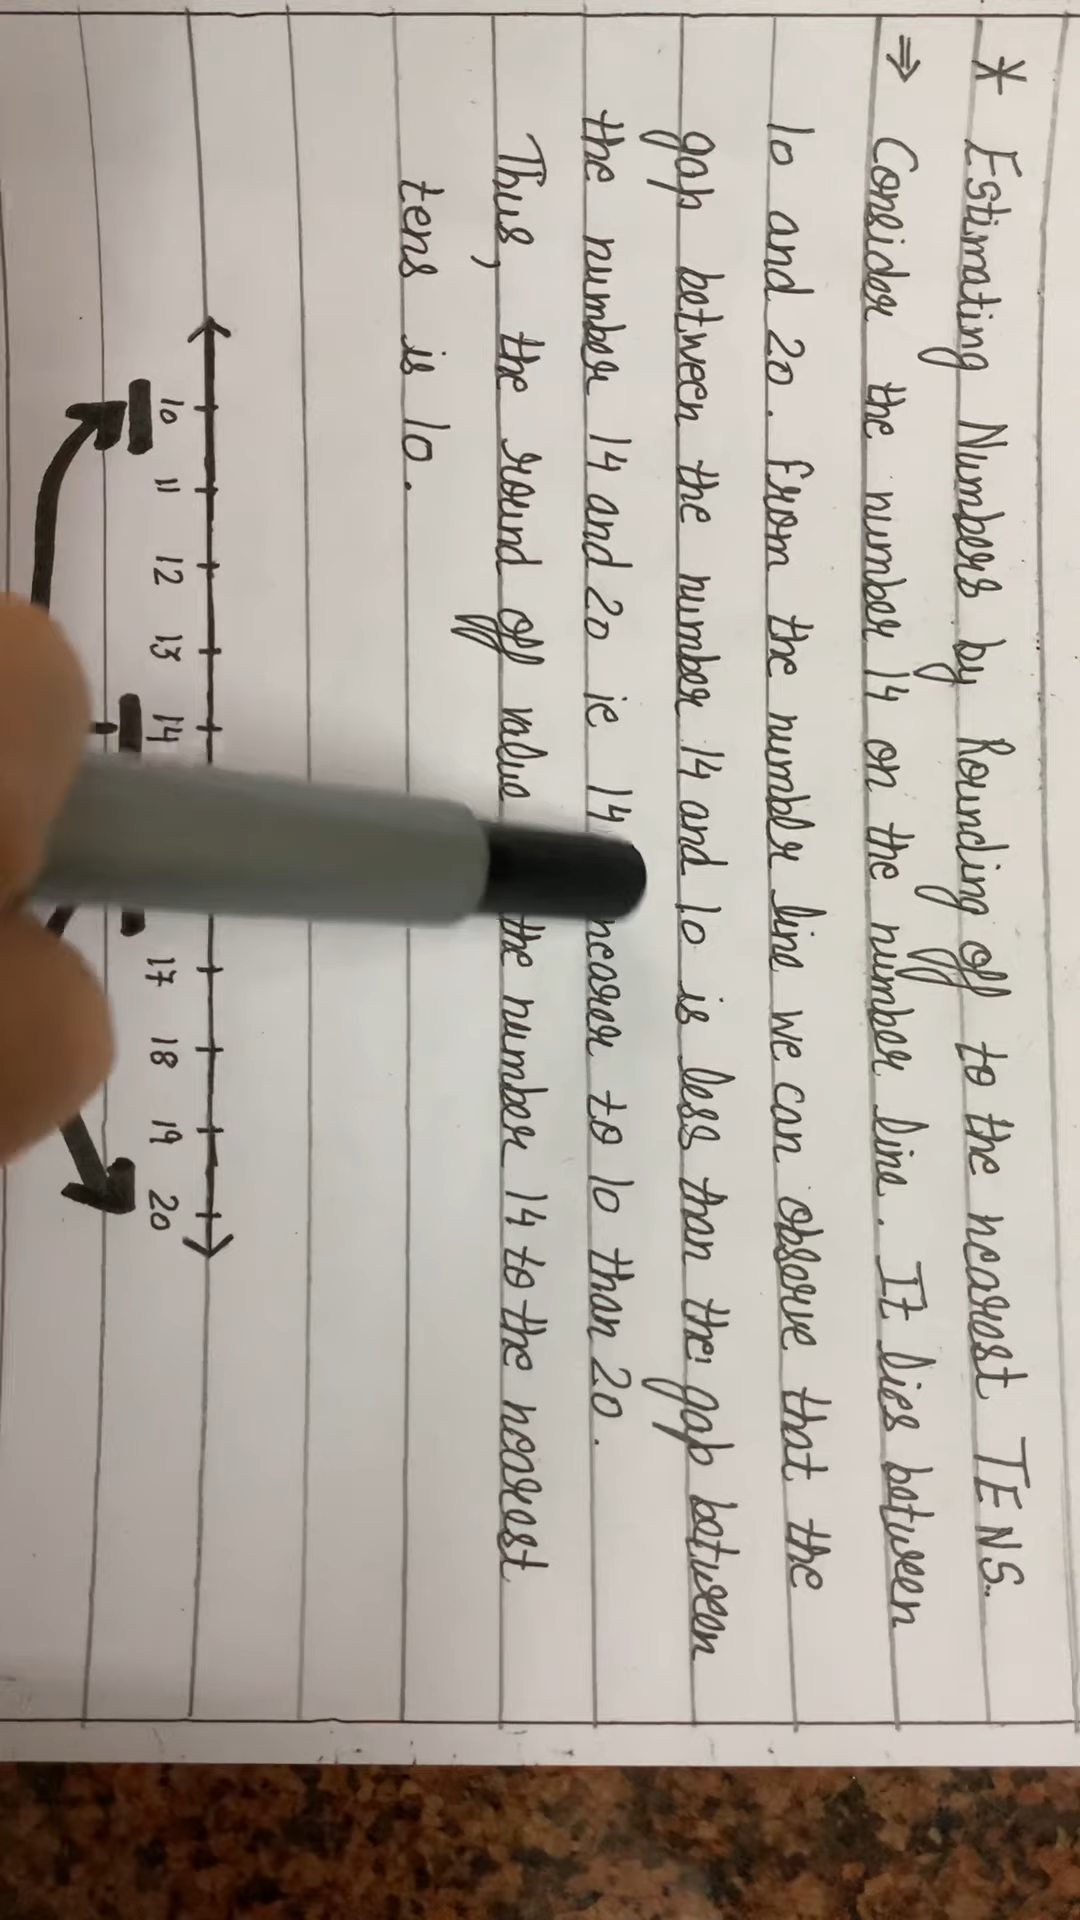 * Estimating Numbers by Rounding off to the nearest TENS.
⇒ Consider the number 14 on the number line. It lies between
10 and 20. From the number line we can observe that the
gap between the number 14 and 10 is less than the gap between
the number 14 and 20 ie 14 nearer to 10 than 20.
Thus, the round off value the number 14 to the nearest
tens is 10.
10 11 12 13 14 17 18 19 20